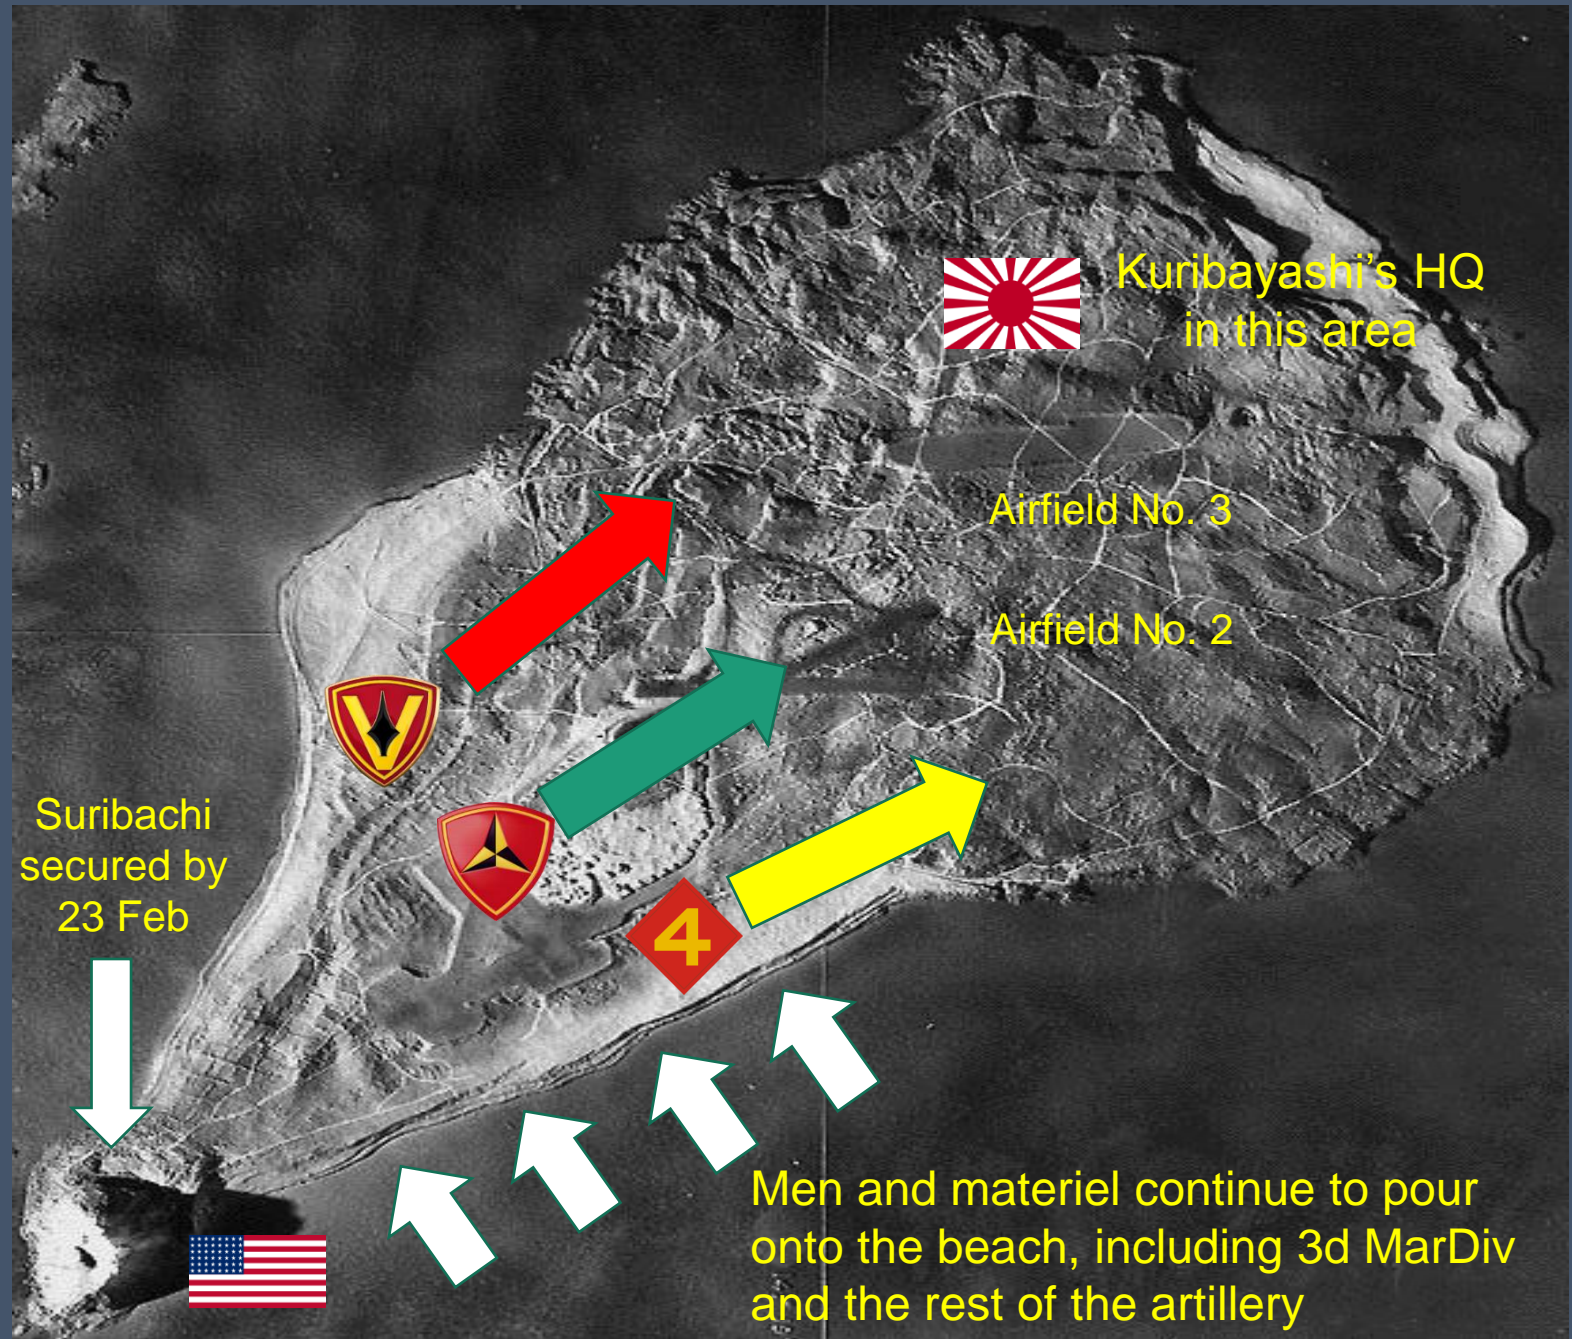 Kuribayashi's HQ
in this area
Airfield No. 3
Airfield No. 2
V
Suribachi
secured by
23 Feb
4
Men and materiel continue to pour
onto the beach, including 3d MarDiv
and the rest of the artillery